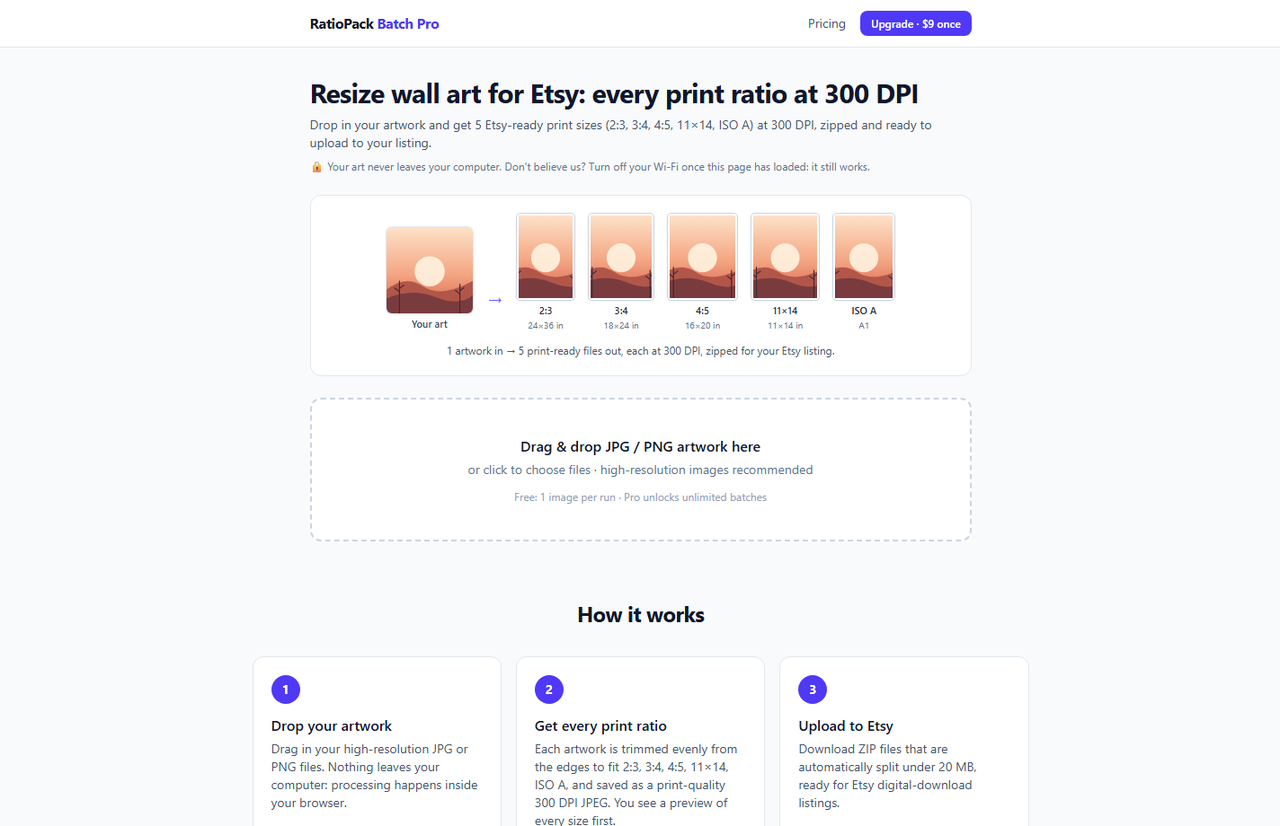 RatioPack Batch Pro
Pricing
Upgrade · $9 once
Resize wall art for Etsy: every print ratio at 300 DPI
Drop in your artwork and get 5 Etsy-ready print sizes (2:3, 3:4, 4:5, 11×14, ISO A) at 300 DPI, zipped and ready to
upload to your listing.
🔒 Your art never leaves your computer. Don't believe us? Turn off your Wi-Fi once this page has loaded: it still works.
Your art
→
2:3
24×36 in
3:4
18×24 in
4:5
16×20 in
11×14
11×14 in
ISO A
A1
1 artwork in → 5 print-ready files out, each at 300 DPI, zipped for your Etsy listing.
Drag & drop JPG / PNG artwork here
or click to choose files · high-resolution images recommended
Free: 1 image per run · Pro unlocks unlimited batches
How it works
1
Drop your artwork
Drag in your high-resolution JPG or
PNG files. Nothing leaves your
computer: processing happens inside
your browser.
2
Get every print ratio
Each artwork is trimmed evenly from
the edges to fit 2:3, 3:4, 4:5, 11×14,
ISO A, and saved as a print-quality
300 DPI JPEG. You see a preview of
every size first.
3
Upload to Etsy
Download ZIP files that are
automatically split under 20 MB,
ready for Etsy digital-download
listings.